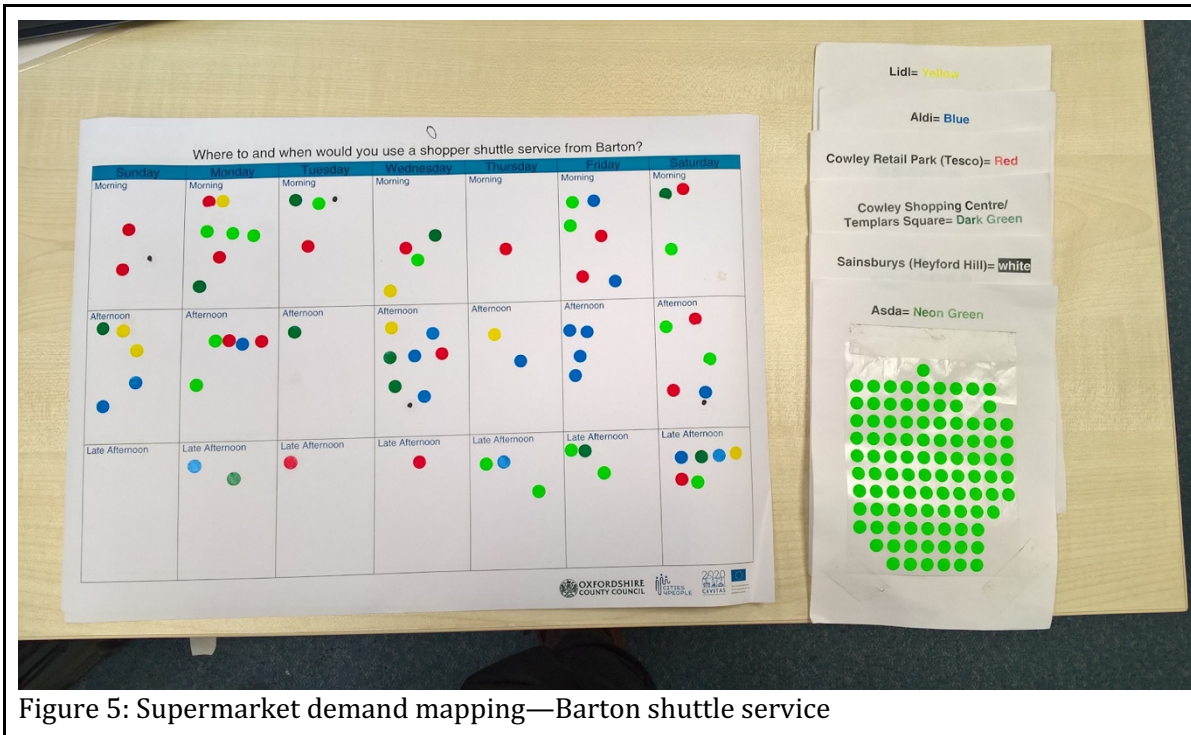 Where to and when would you use a shopper shuttle service from Barton?
Sunday Monday Tuesday Wednesday Thursday Friday Saturday
Morning Morning Morning Morning Morning Morning Morning
Afternoon Afternoon Afternoon Afternoon Afternoon Afternoon Afternoon
Late Afternoon Late Afternoon Late Afternoon Late Afternoon Late Afternoon Late Afternoon Late Afternoon
OXFORDSHIRE
COUNTY COUNCIL
CITIES
4PEOPLE
2020
CIVITAS
Lidl= Yellow
Aldi= Blue
Cowley Retail Park (Tesco)= Red
Cowley Shopping Centre/
Templars Square= Dark Green
Sainsburys (Heyford Hill)= white
Asda= Neon Green
Figure 5: Supermarket demand mapping—Barton shuttle service